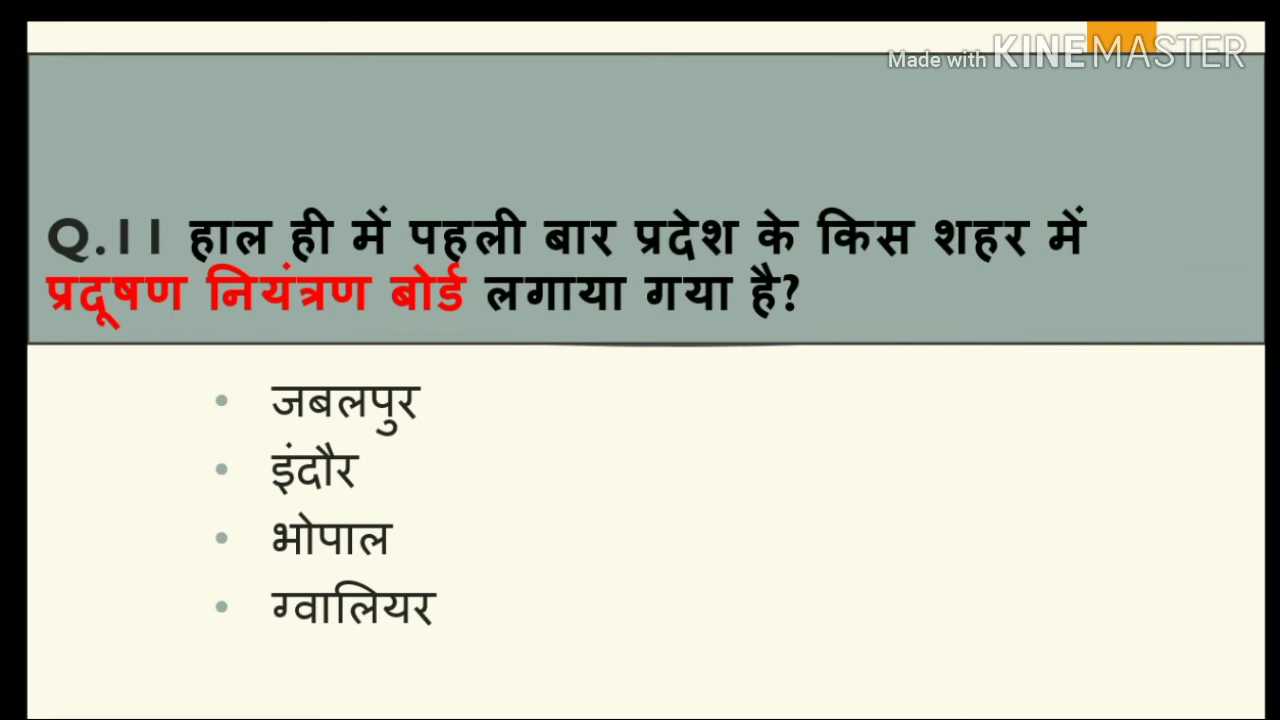 Made with KINEMASTER
Q.11 हाल ही में पहली बार प्रदेश के किस शहर में
प्रदूषण नियंत्रण बोर्ड लगाया गया है?
• जबलपुर
• इंदौर
• भोपाल
• ग्वालियर